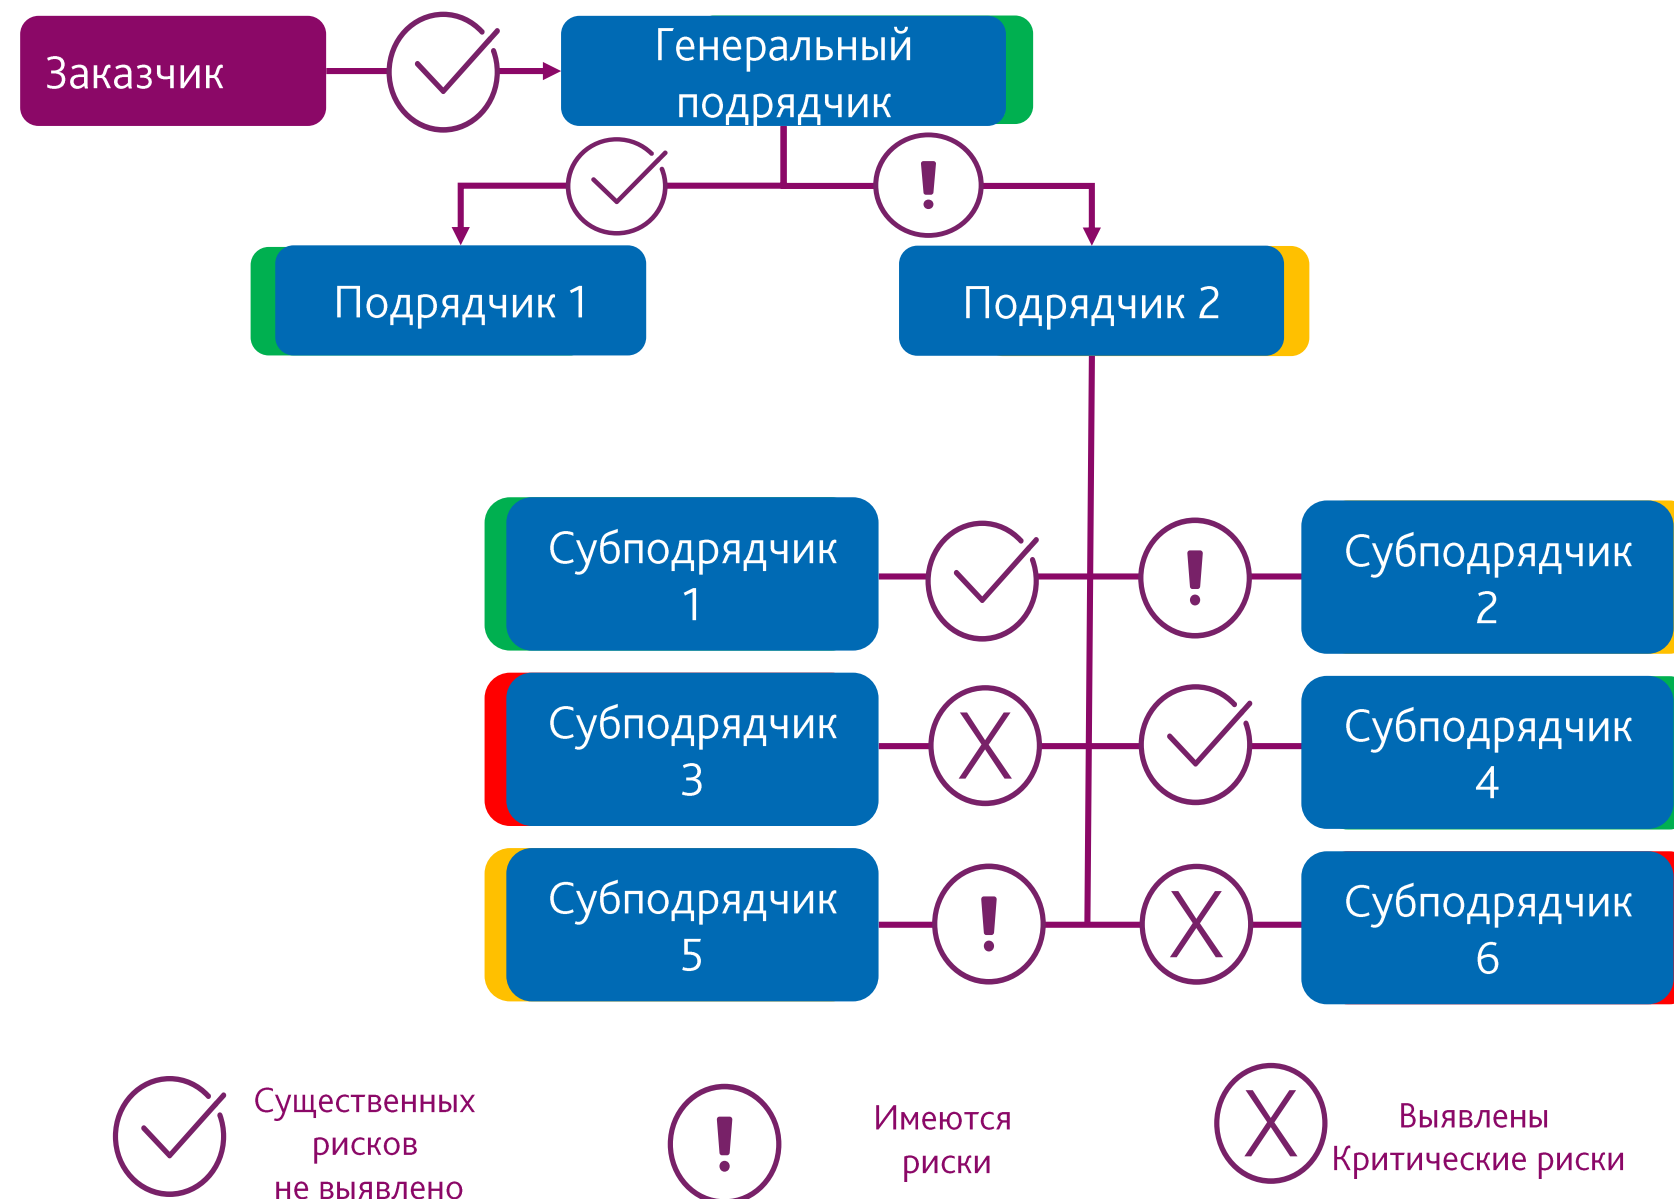 Заказчик
Генеральный
подрядчик
Подрядчик 1
Подрядчик 2
Субподрядчик
1
Субподрядчик
2
Субподрядчик
3
Субподрядчик
4
Субподрядчик
5
Субподрядчик
6
Существенных
рисков
не выявлено
Имеются
риски
Выявлены
Критические риски